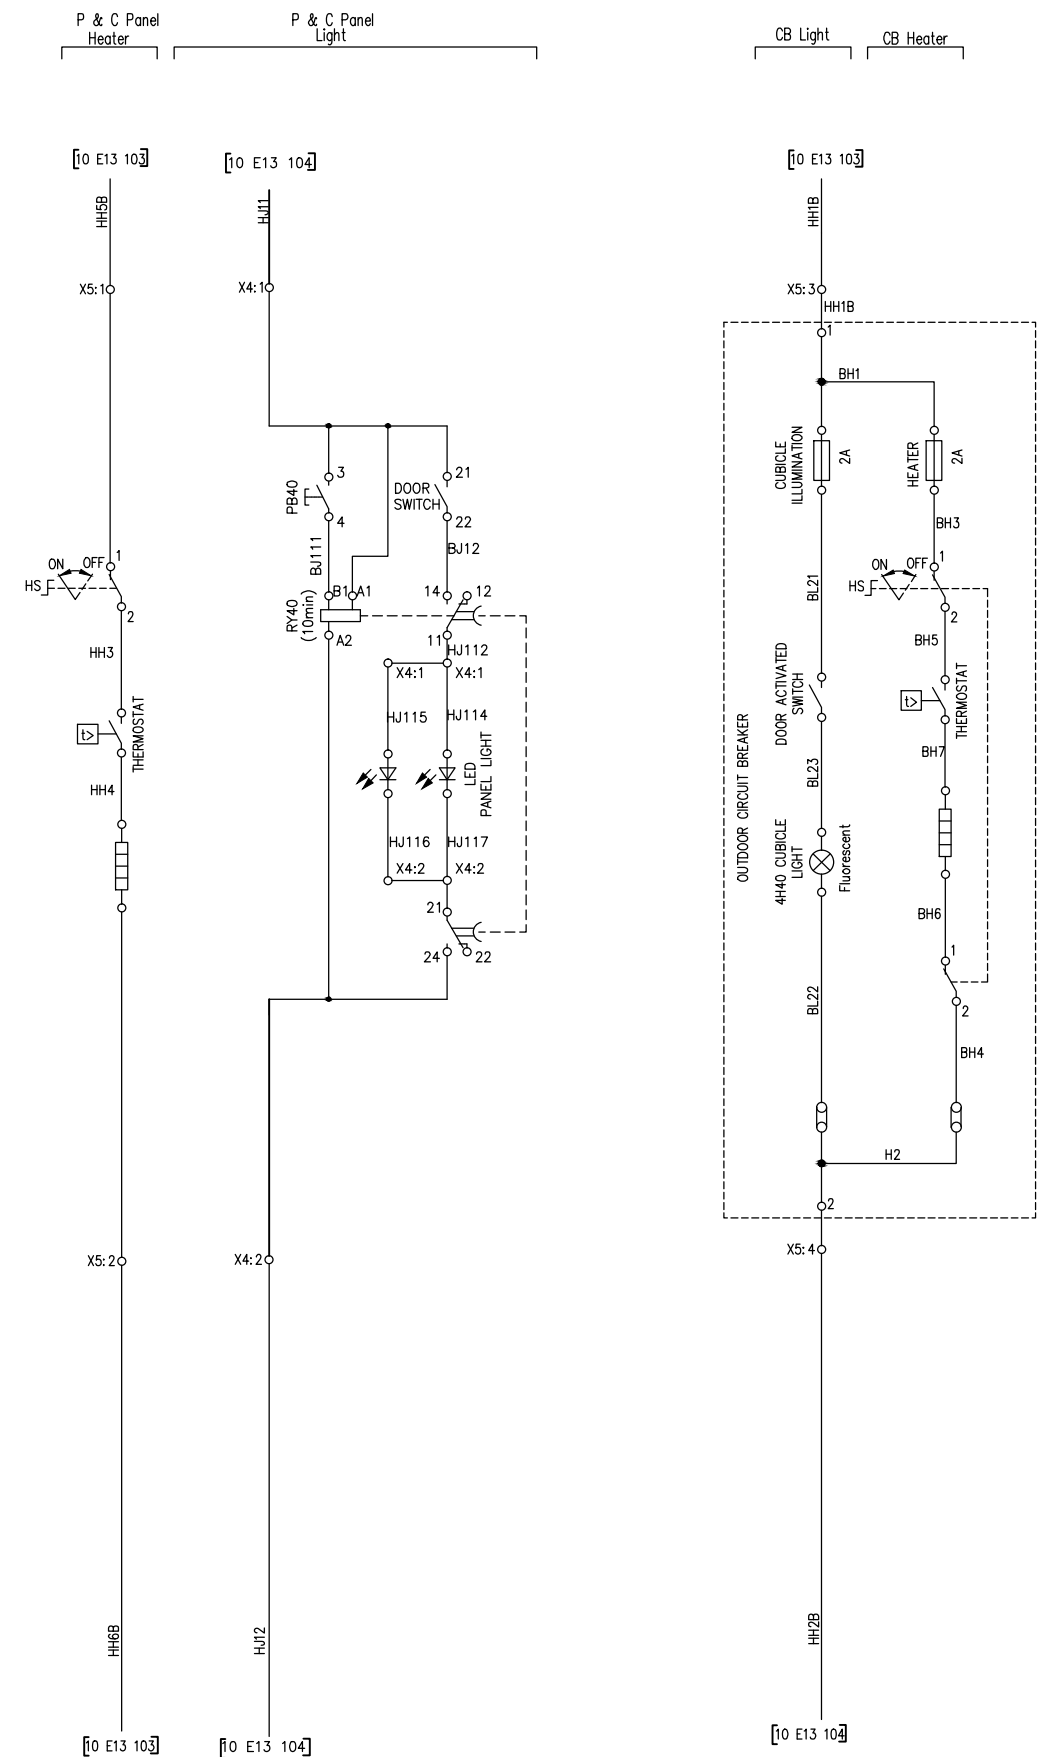 P & C Panel
Heater
P & C Panel
Light
CB Light
CB Heater
[10 E13 103]
[10 E13 104]
[10 E13 103]
HH5B
HJ11
HH1B
X5:1
X4:1
X5:3
HH1B
1
BH1
3
PB40
4
DOOR
SWITCH
21
22
CUBICLE
ILLUMINATION
2A
HEATER
2A
BJ111
BJ12
BH3
ON
OFF
1
HS
2
B1
A1
RY40
(10min)
A2
14
12
11
HJ112
X4:1
X4:1
BL21
ON
OFF
1
HS
2
HH3
BH5
HJ115
HJ114
t>
THERMOSTAT
DOOR ACTIVATED
SWITCH
t>
THERMOSTAT
OUTDOOR CIRCUIT BREAKER
HH4
LED
PANEL LIGHT
BL23
BH7
HJ116
HJ117
X4:2
X4:2
4H40 CUBICLE
LIGHT
Fluorescent
21
24
22
BH6
1
BL22
2
BH4
H2
2
X5:2
X4:2
X5:4
HH6B
HJ12
HH2B
[10 E13 103]
[10 E13 104]
[10 E13 104]